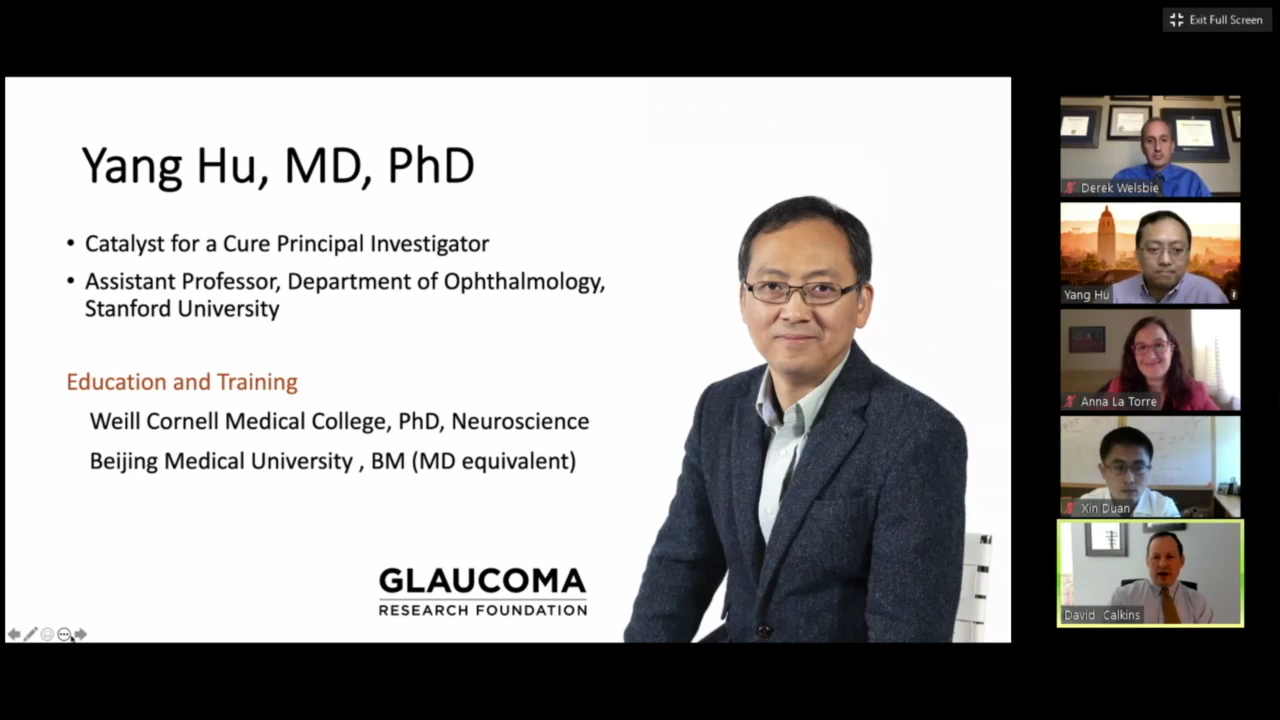 Exit Full Screen
Yang Hu, MD, PhD
• Catalyst for a Cure Principal Investigator
• Assistant Professor, Department of Ophthalmology,
Stanford University
Education and Training
Weill Cornell Medical College, PhD, Neuroscience
Beijing Medical University , BM (MD equivalent)
GLAUCOMA
RESEARCH FOUNDATION
Derek Welsbie
Yang Hu
Anna La Torre
Xin Duan
David Calkins